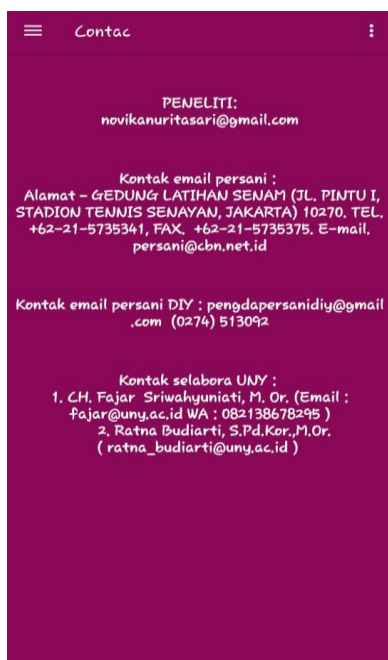 Contac
PENELITI:
novikanuritasari@gmail.com
Kontak email persani :
Alamat – GEDUNG LATIHAN SENAM (JL. PINTU I,
STADION TENNIS SENAYAN, JAKARTA) 10270. TEL.
+62-21-5735341, FAX. +62-21-5735375. E-mail.
persani@cbn.net.id
Kontak email persani DIY : pengdapersanidiy@gmail
.com (0274) 513092
Kontak selabora UNY :
1. CH. Fajar Sriwahyuniati, M. Or. (Email :
fajar@uny.ac.id WA : 082138678295 )
2. Ratna Budiarti, S.Pd.Kor.,M.Or.
( ratna_budiarti@uny.ac.id )